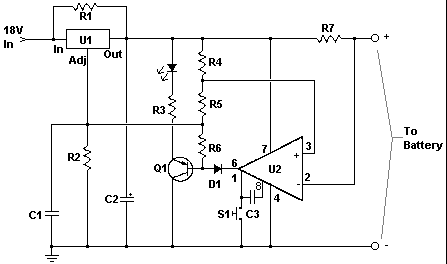 R1
18V
In
U1
In
Out
Adj
R7
+
R4
R3
R5
7
3
+
To
Battery
R2
R6
Q1
D1
6
U2
-
2
1
8
S1
C3
4
C1
C2
+
-